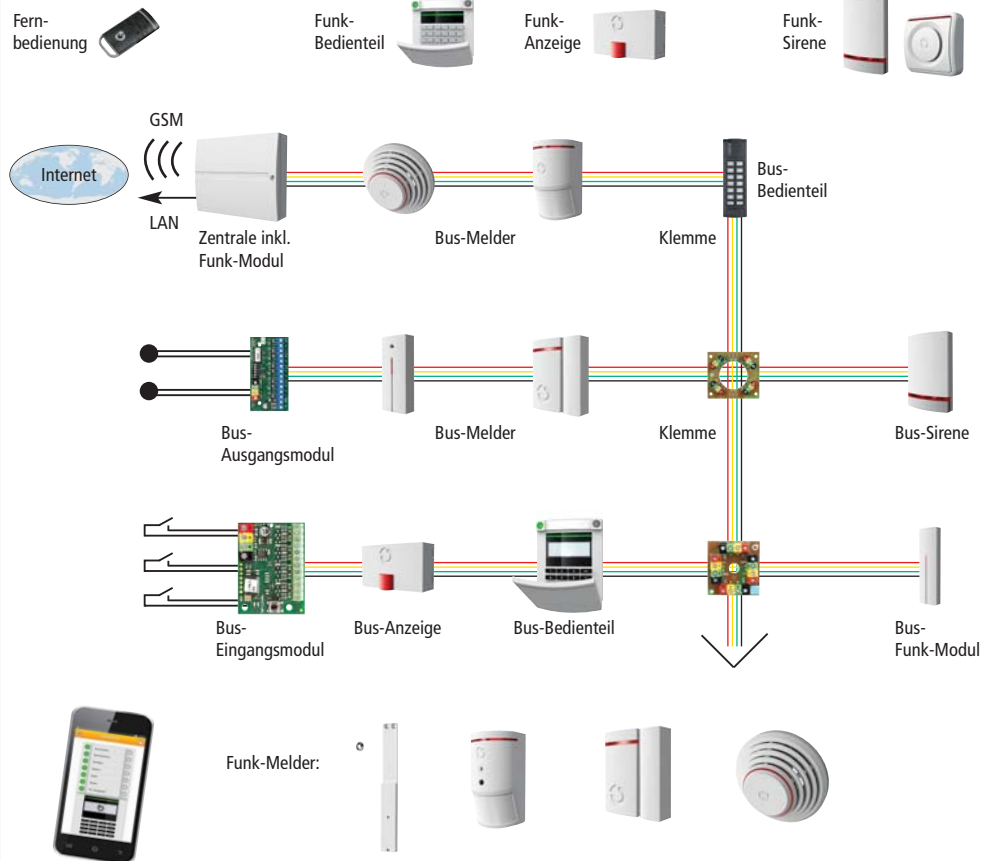 Fern-
bedienung
Funk-
Bedienteil
Funk-
Anzeige
Funk-
Sirene
GSM
Internet
LAN
Zentrale inkl.
Funk-Modul
Bus-Melder
Klemme
Bus-
Bedienteil
Bus-
Ausgangsmodul
Bus-Melder
Klemme
Bus-Sirene
Bus-
Eingangsmodul
Bus-Anzeige
Bus-Bedienteil
Bus-
Funk-Modul
Funk-Melder: